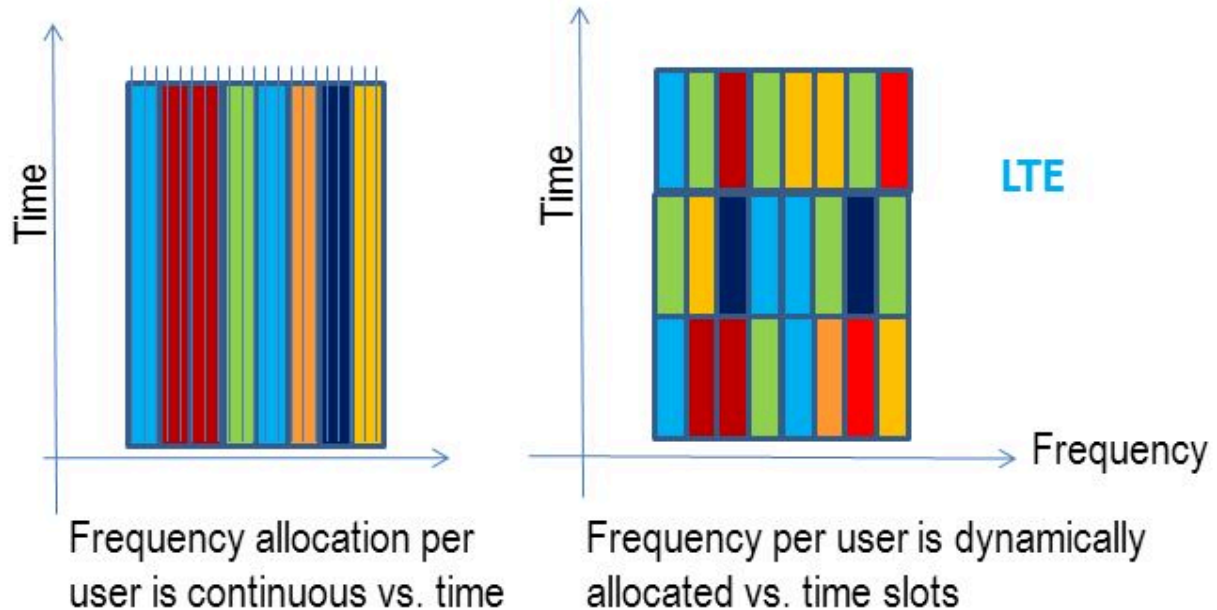 Time
Time
LTE
Frequency
Frequency allocation per
user is continuous vs. time
Frequency per user is dynamically
allocated vs. time slots